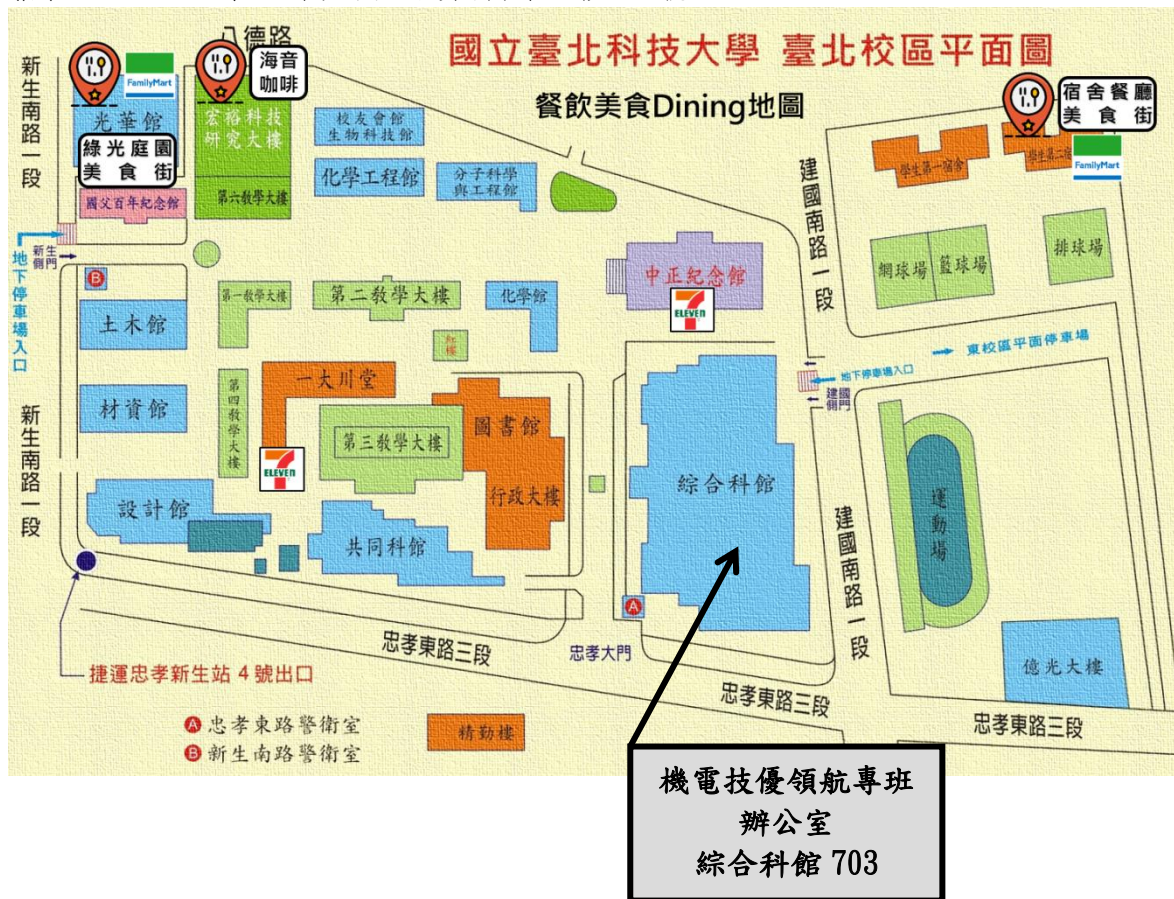 八德路
國立臺北科技大學 臺北校區平面圖
餐飲美食Dining地圖
新生南路一段
FamilyMart
海音
咖啡
光華館
綠光庭園
美食街
宏裕科技
研究大樓
校友會館
生物科技館
化學工程館
分子科學
與工程館
國父百年紀念館
第六教學大樓
宿舍餐廳
美食街
FamilyMart
學生第一宿舍
學生第二宿
建國南路一段
網球場
籃球場
排球場
新生
側門
地下停車場入口
B
土木館
第一教學大樓
第二教學大樓
化學館
紅樓
中正紀念館
7
ELEVEN
東校區平面停車場
地下停車場入口
建國
側門
材資館
第四教學大樓
一大川堂
第三教學大樓
圖書館
行政大樓
7
ELEVEN
綜合科館
運動場
新生南路一段
設計館
共同科館
建國南路一段
A
忠孝東路三段
忠孝大門
忠孝東路三段
億光大樓
忠孝東路三段
捷運忠孝新生站 4 號出口
A 忠孝東路警衛室
B 新生南路警衛室
精勤樓
機電技優領航專班
辦公室
綜合科館 703